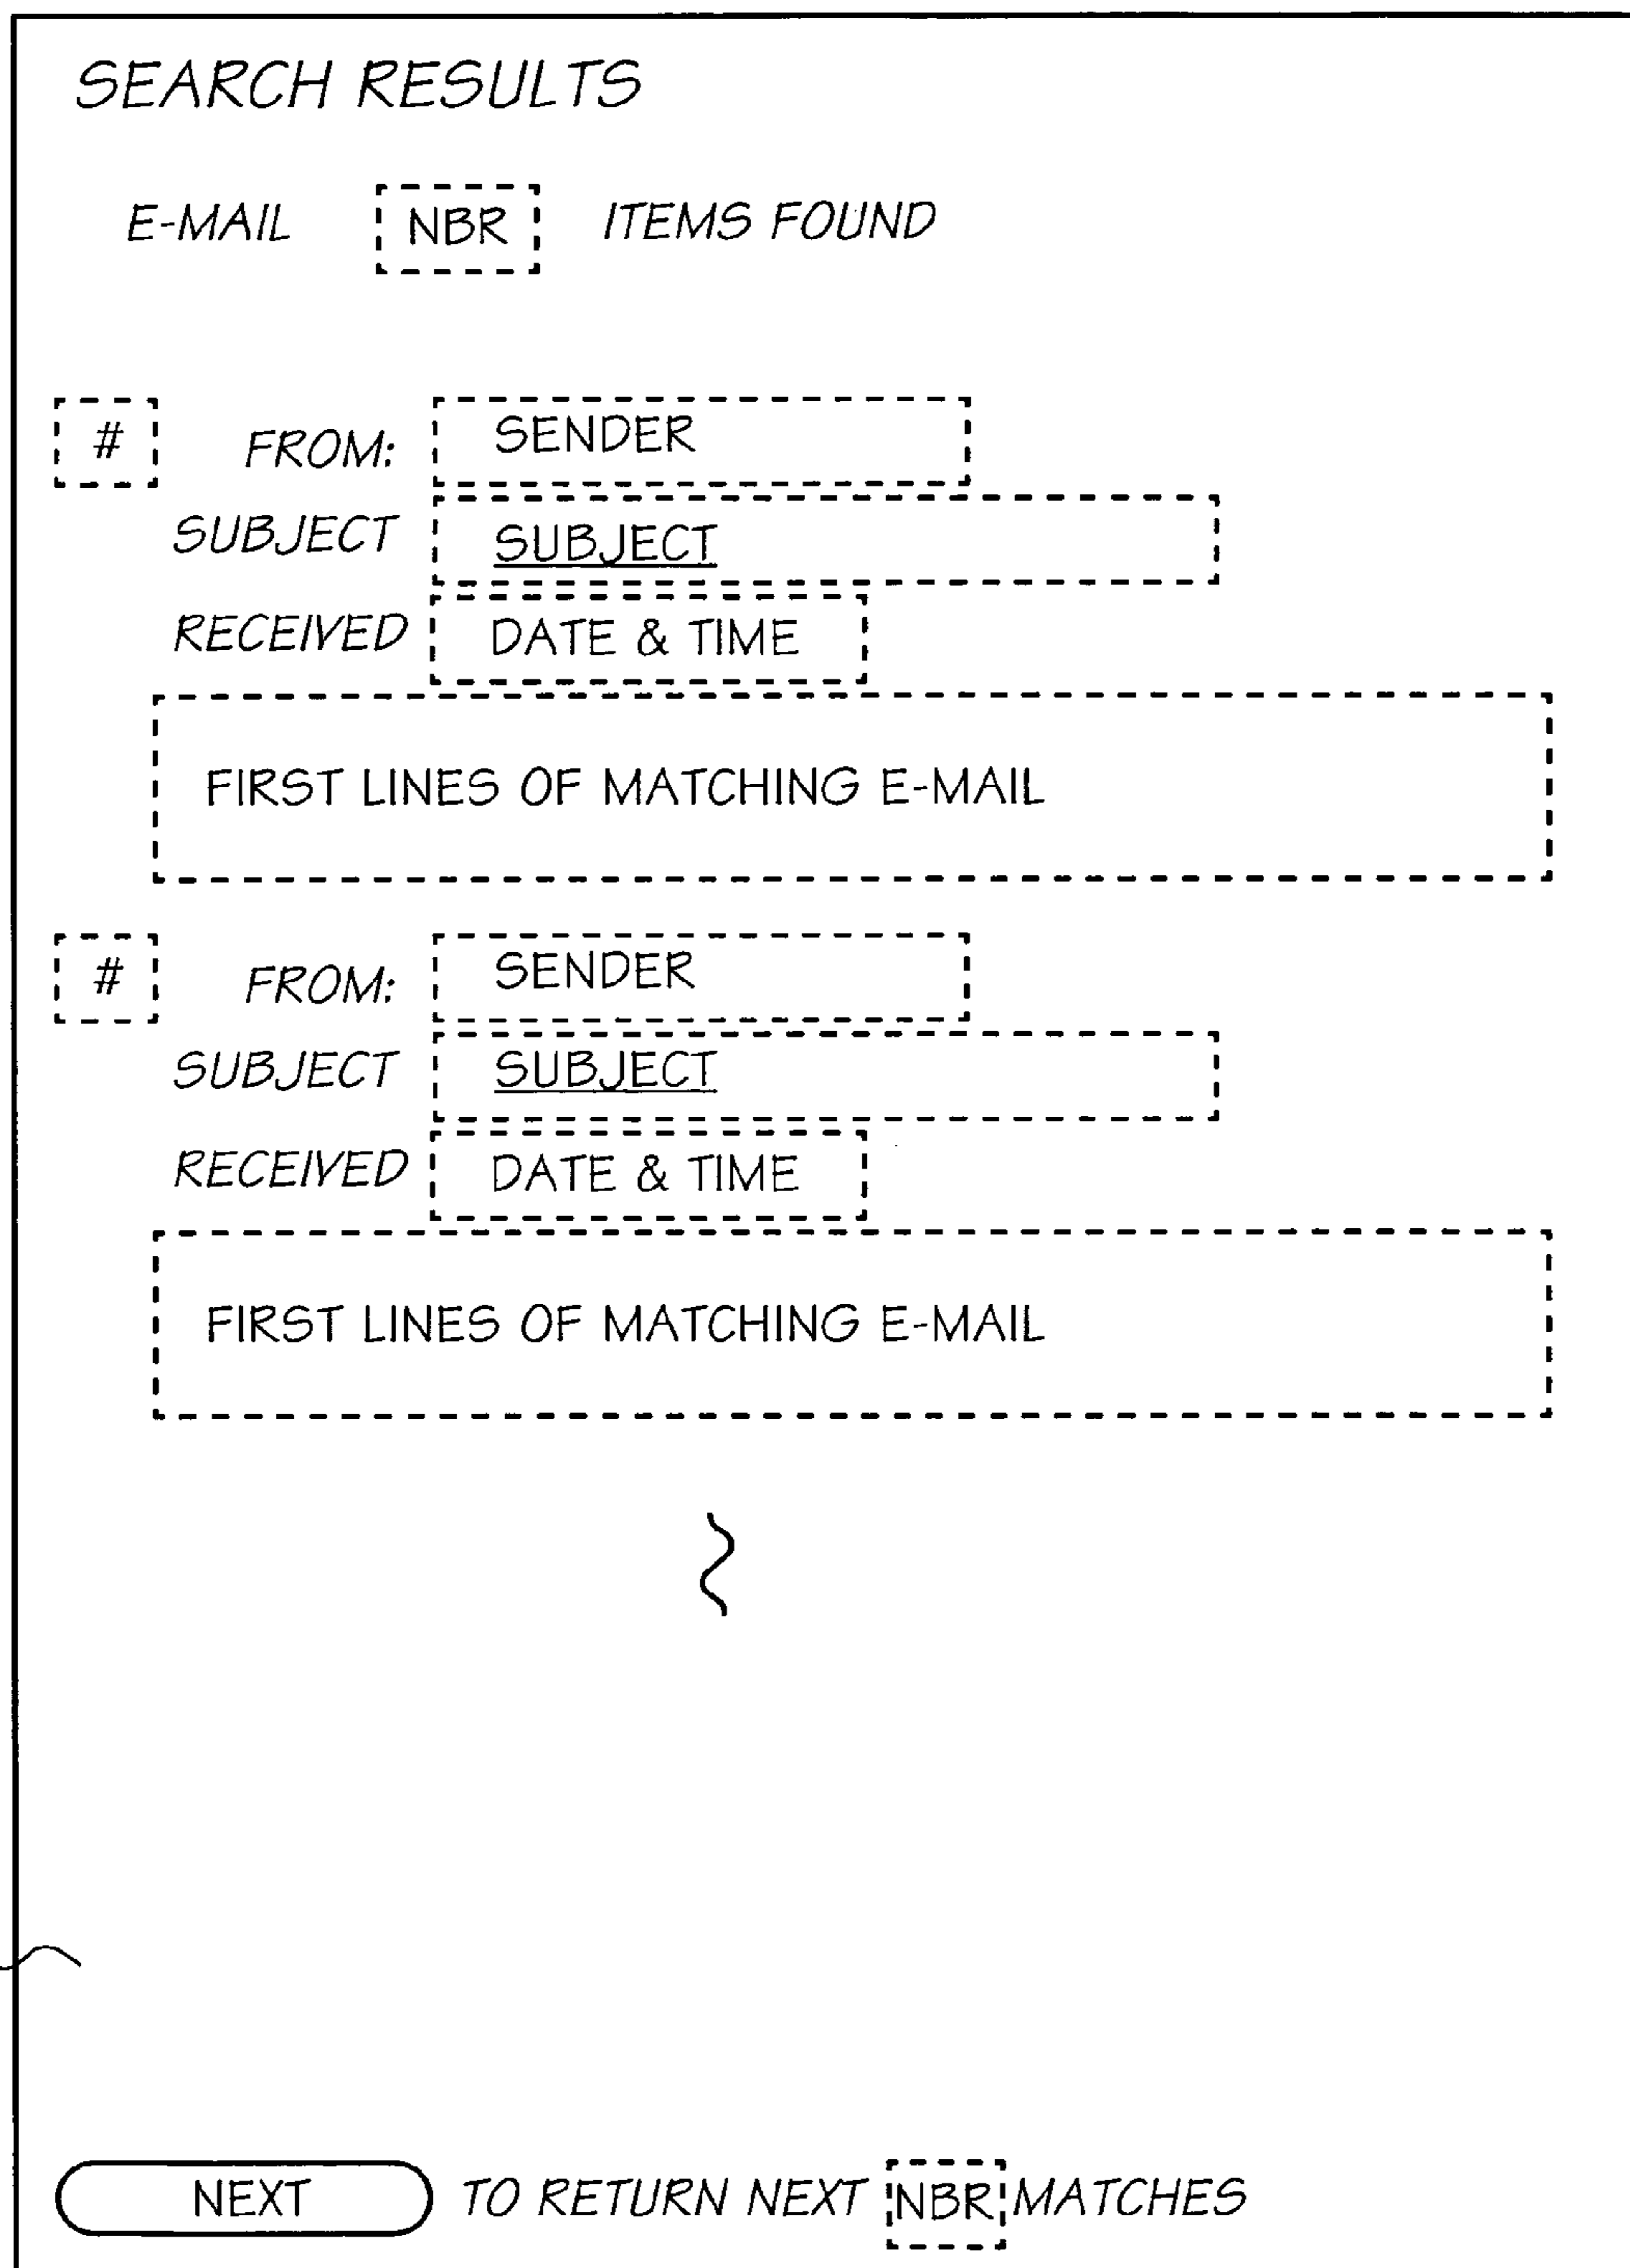 SEARCH RESULTS
E-MAIL NBR ITEMS FOUND
# FROM: SENDER
SUBJECT SUBJECT
RECEIVED DATE & TIME
FIRST LINES OF MATCHING E-MAIL
# FROM: SENDER
SUBJECT SUBJECT
RECEIVED DATE & TIME
FIRST LINES OF MATCHING E-MAIL
NEXT TO RETURN NEXT NBR MATCHES